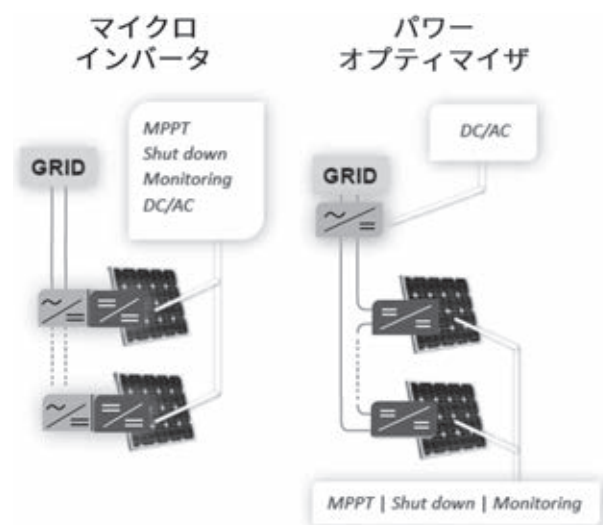 マイクロ
インバータ
パワー
オプティマイザ
GRID
MPPT
Shut down
Monitoring
DC/AC
GRID
DC/AC
MPPT | Shut down | Monitoring